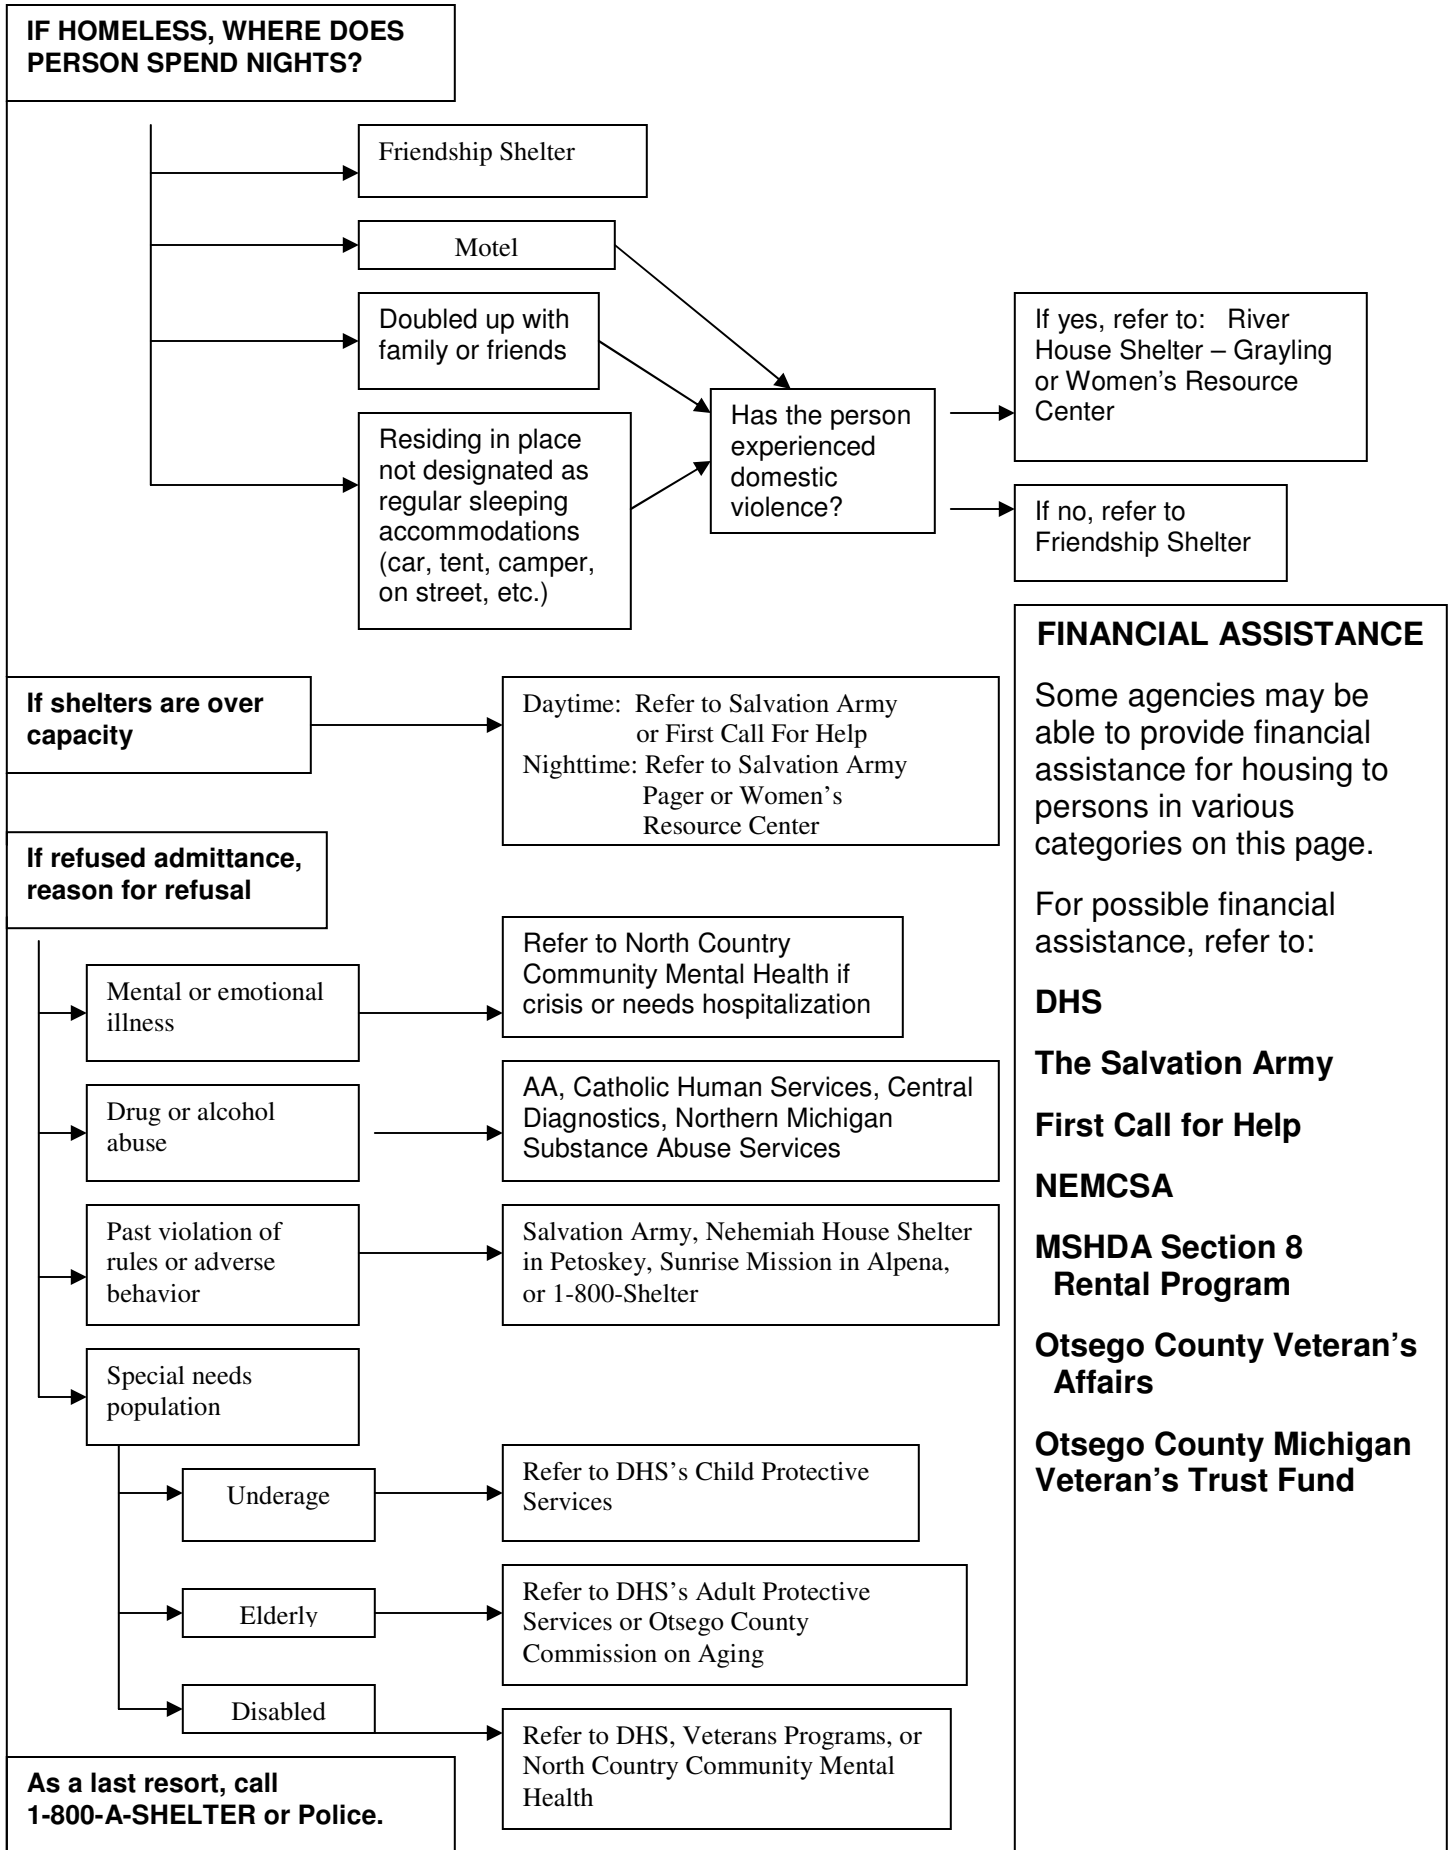 IF HOMELESS, WHERE DOES
PERSON SPEND NIGHTS?
Friendship Shelter
Motel
Doubled up with
family or friends
Residing in place
not designated as
regular sleeping
accommodations
(car, tent, camper,
on street, etc.)
Has the person
experienced
domestic
violence?
If yes, refer to: River
House Shelter – Grayling
or Women's Resource
Center
If no, refer to
Friendship Shelter
If shelters are over
capacity
Daytime: Refer to Salvation Army
or First Call For Help
Nighttime: Refer to Salvation Army
Pager or Women's
Resource Center
If refused admittance,
reason for refusal
Mental or emotional
illness
Refer to North Country
Community Mental Health if
crisis or needs hospitalization
Drug or alcohol
abuse
AA, Catholic Human Services, Central
Diagnostics, Northern Michigan
Substance Abuse Services
Past violation of
rules or adverse
behavior
Salvation Army, Nehemiah House Shelter
in Petoskey, Sunrise Mission in Alpena,
or 1-800-Shelter
Special needs
population
Underage
Refer to DHS's Child Protective
Services
Elderly
Refer to DHS's Adult Protective
Services or Otsego County
Commission on Aging
Disabled
Refer to DHS, Veterans Programs, or
North Country Community Mental
Health
As a last resort, call
1-800-A-SHELTER or Police.
FINANCIAL ASSISTANCE
Some agencies may be
able to provide financial
assistance for housing to
persons in various
categories on this page.
For possible financial
assistance, refer to:
DHS
The Salvation Army
First Call for Help
NEMCSA
MSHDA Section 8
Rental Program
Otsego County Veteran's
Affairs
Otsego County Michigan
Veteran's Trust Fund